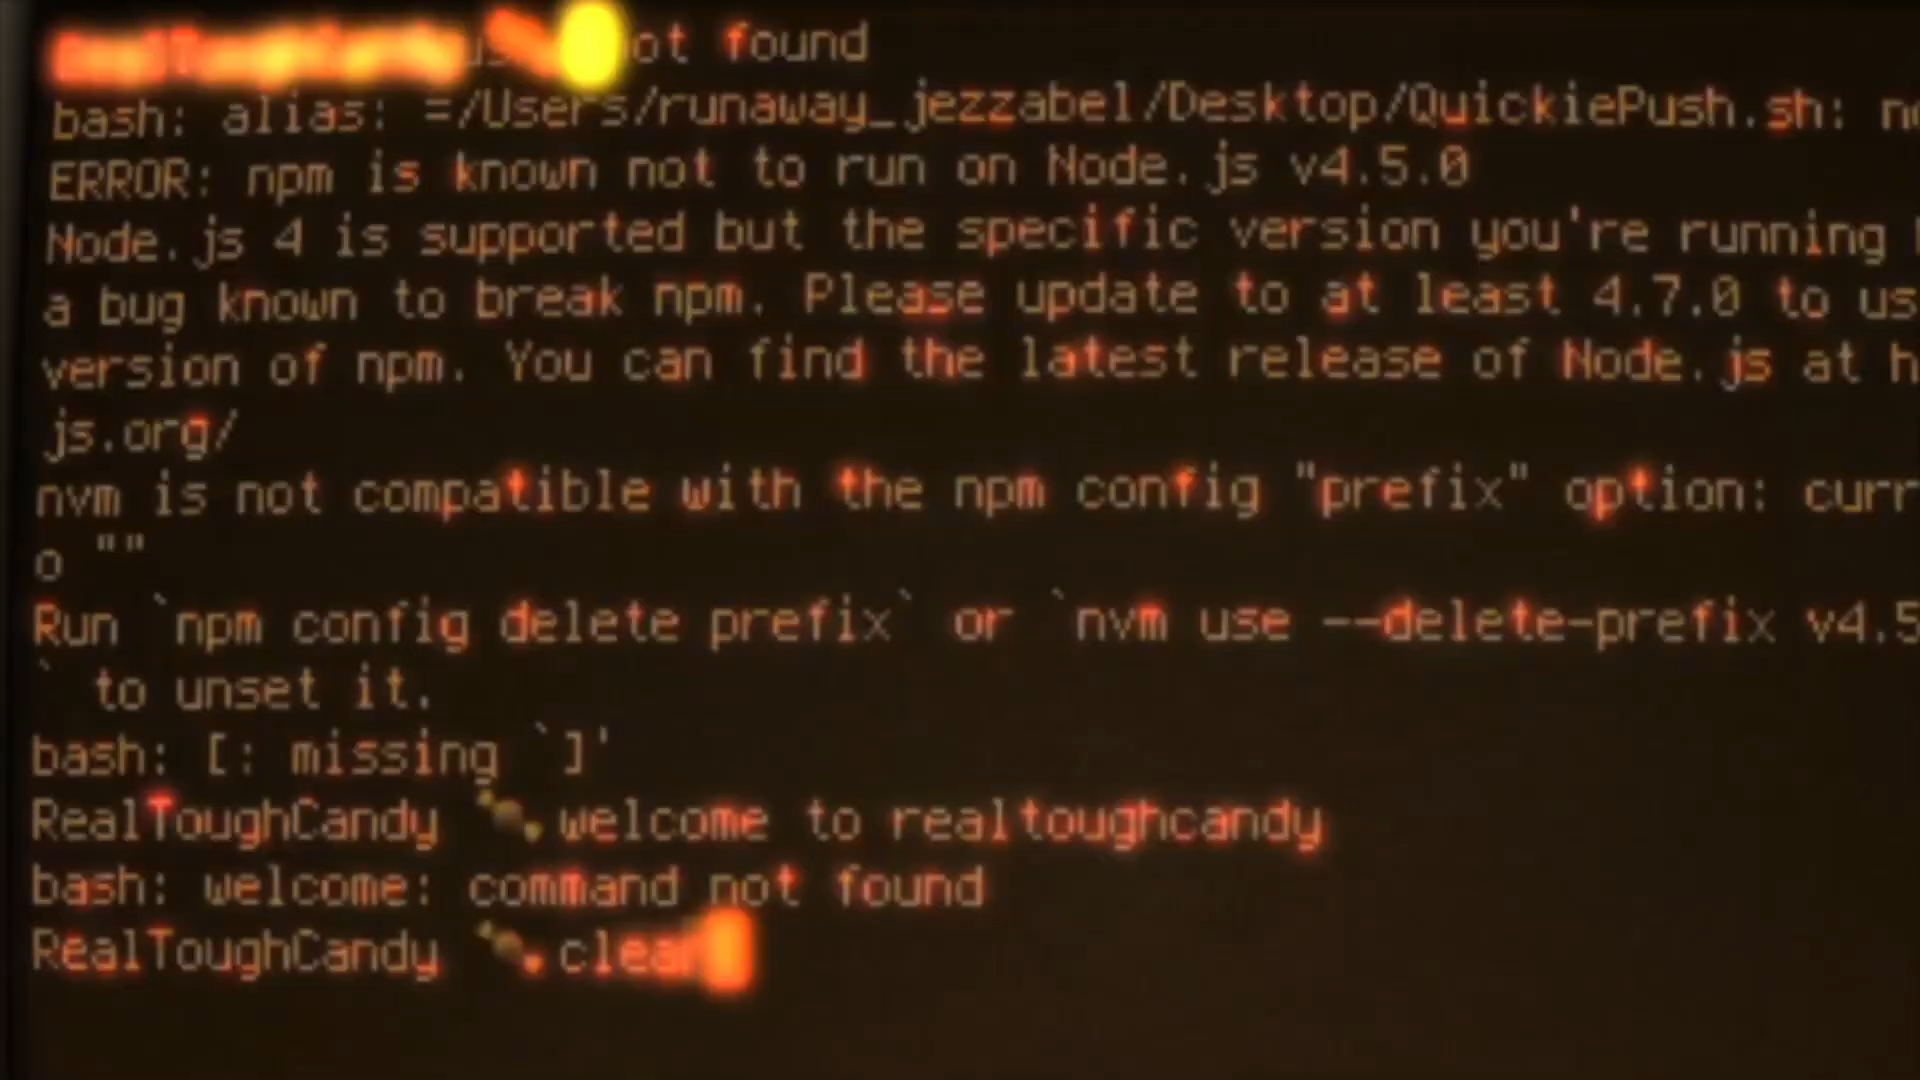 RealToughCandy ot found
bash: alias: =/Users/runaway_jezzabel/Desktop/QuickiePush.sh: no
ERROR: npm is known not to run on Node.js v4.5.0
Node.js 4 is supported but the specific version you're running
a bug known to break npm. Please update to at least 4.7.0 to us
version of npm. You can find the latest release of Node.js at h
js.org/
nvm is not compatible with the npm config "prefix" option: curr
o ""
Run `npm config delete prefix` or `nvm use --delete-prefix v4.5
` to unset it.
bash: [: missing `]'
RealToughCandy 🍬 welcome to realtoughcandy
bash: welcome: command not found
RealToughCandy 🍬 clear